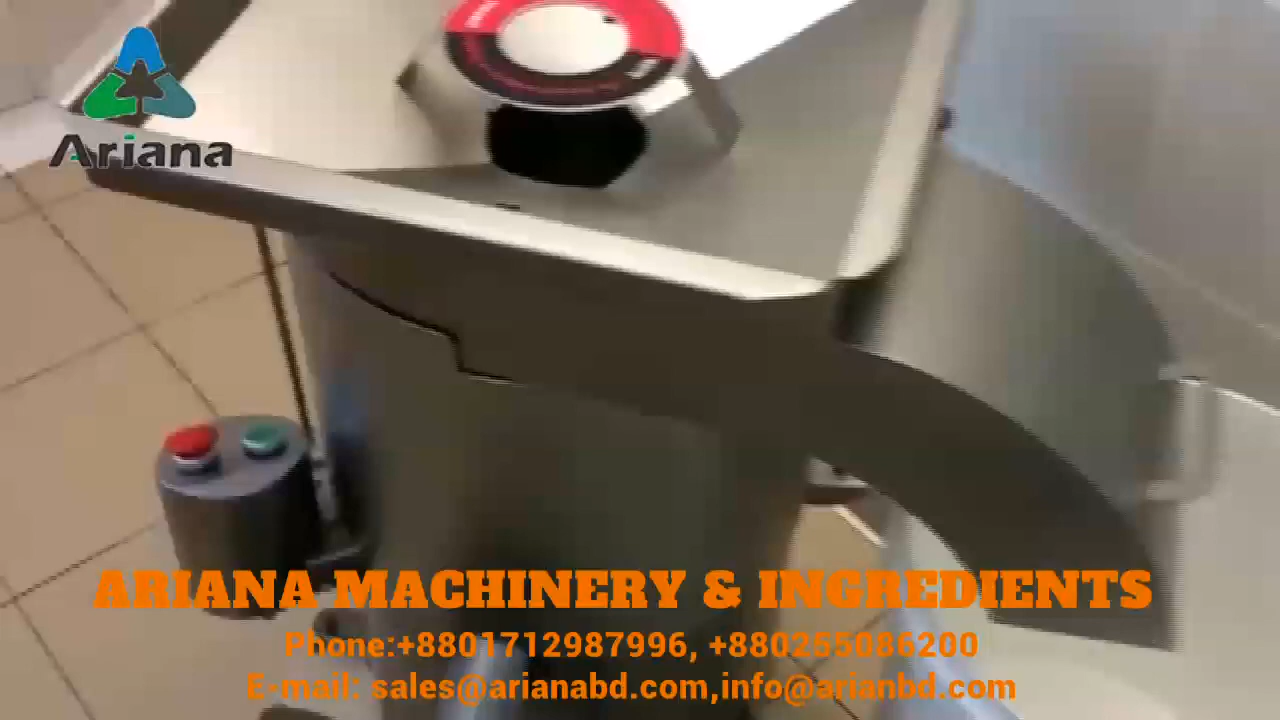 Ariana
ARIANA MACHINERY & INGREDIENTS
Phone:+8801712987996, +880255086200
E-mail: sales@arianabd.com,info@arianbd.com